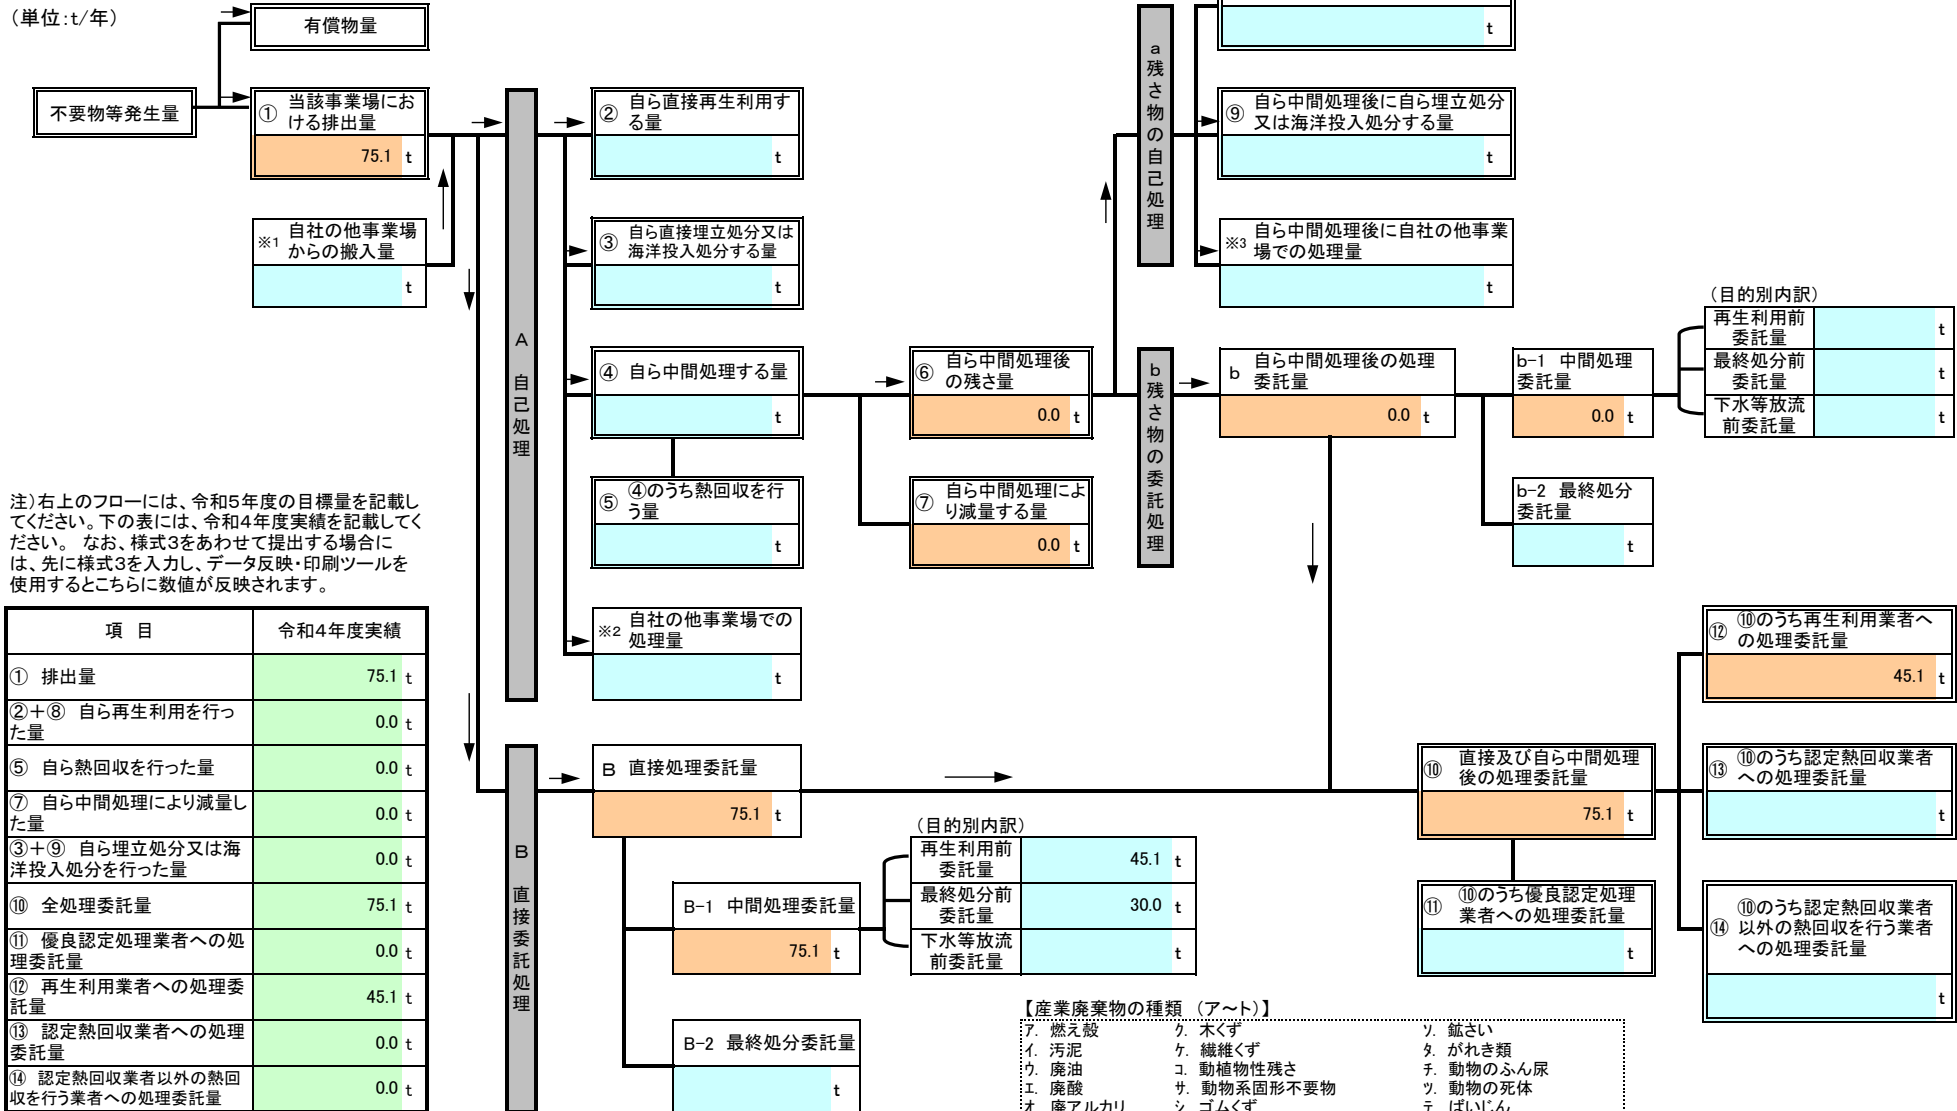 （単位:ｔ/年）
有償物量
不要物等発生量
① 当該事業場にお
ける排出量
75.1 t
※1 自社の他事業場
からの搬入量
t
A 自己処理
② 自ら直接再生利用す
る量
t
③ 自ら直接埋立処分又は
海洋投入処分する量
t
④ 自ら中間処理する量
t
⑤ ④のうち熱回収を行
う量
t
※2 自社の他事業場での
処理量
t
⑥ 自ら中間処理後
の残さ量
0.0 t
⑦ 自ら中間処理によ
り減量する量
0.0 t
a 残さ物の自己処理
t
⑨ 自ら中間処理後に自ら埋立処分
又は海洋投入処分する量
t
※3 自ら中間処理後に自社の他事業
場での処理量
t
b 残さ物の委託処理
b 自ら中間処理後の処理
委託量
0.0 t
b-1 中間処理
委託量
0.0 t
（目的別内訳）
再生利用前
委託量
t
最終処分前
委託量
t
下水等放流
前委託量
t
b-2 最終処分
委託量
t
注）右上のフローには、令和5年度の目標量を記載し
てください。下の表には、令和4年度実績を記載してく
ださい。 なお、様式3をあわせて提出する場合に
は、先に様式3を入力し、データ反映・印刷ツールを
使用するとこちらに数値が反映されます。
項 目 令和4年度実績
① 排出量 75.1 t
②＋⑧ 自ら再生利用を行っ
た量 0.0 t
⑤ 自ら熱回収を行った量 0.0 t
⑦ 自ら中間処理により減量し
た量 0.0 t
③＋⑨ 自ら埋立処分又は海
洋投入処分を行った量 0.0 t
⑩ 全処理委託量 75.1 t
⑪ 優良認定処理業者への処
理委託量 0.0 t
⑫ 再生利用業者への処理委
託量 45.1 t
⑬ 認定熱回収業者への処理
委託量 0.0 t
⑭ 認定熱回収業者以外の熱回
収を行う業者への処理委託量 0.0 t
B 直接委託処理
B 直接処理委託量
75.1 t
B-1 中間処理委託量
75.1 t
（目的別内訳）
再生利用前
委託量 45.1 t
最終処分前
委託量 30.0 t
下水等放流
前委託量 t
B-2 最終処分委託量
t
⑩ 直接及び自ら中間処理
後の処理委託量
75.1 t
⑪ ⑩のうち優良認定処理
業者への処理委託量
t
⑫ ⑩のうち再生利用業者へ
の処理委託量
45.1 t
⑬ ⑩のうち認定熱回収業者
への処理委託量
t
⑭ ⑩のうち認定熱回収業者
以外の熱回収を行う業者
への処理委託量
t
【産業廃棄物の種類 （ア～ト）】
ア. 燃え殻 ク. 木くず ソ. 鉱さい
イ. 汚泥 ケ. 繊維くず タ. がれき類
ウ. 廃油 コ. 動植物性残さ チ. 動物のふん尿
エ. 廃酸 サ. 動物系固形不要物 ツ. 動物の死体
オ. 廃アルカリ シ. ゴムくず テ. ばいじん